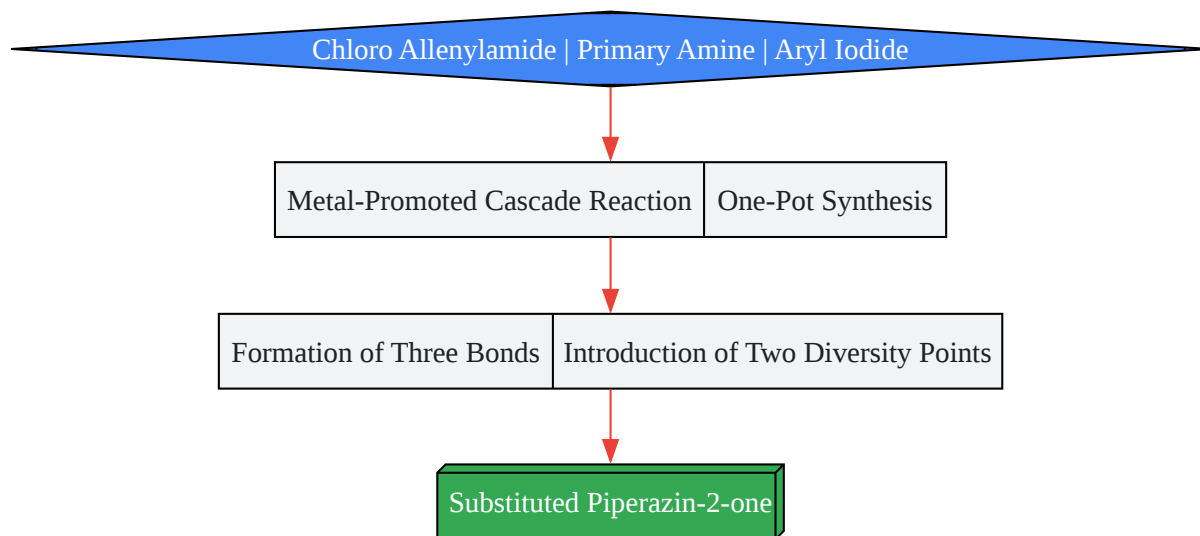 Chloro Allenylamide | Primary Amine | Aryl Iodide
Metal-Promoted Cascade Reaction
One-Pot Synthesis
Formation of Three Bonds
Introduction of Two Diversity Points
Substituted Piperazin-2-one